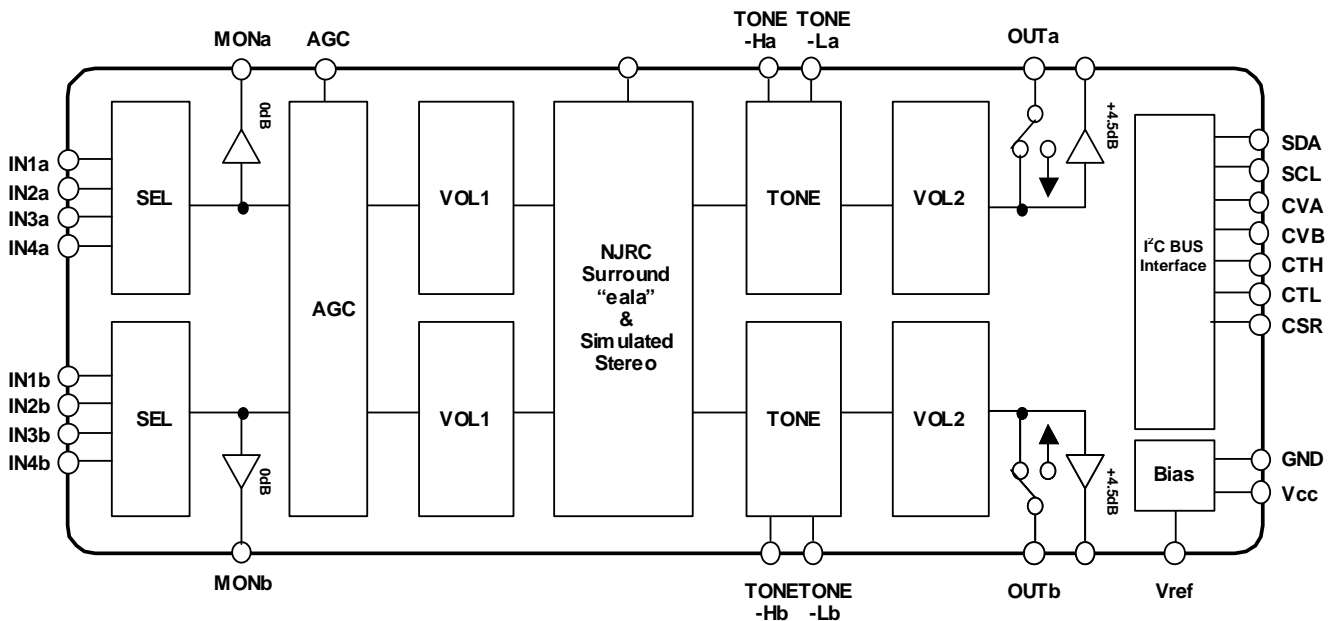 MONa
AGC
TONE
-Ha
TONE
-La
OUTa
0dB
+4.5dB
IN1a
IN2a
IN3a
IN4a
SEL
VOL1
TONE
VOL2
SDA
SCL
CVA
CVB
CTH
CTL
CSR
I²C BUS
Interface
AGC
NJRC
Surround
“eala”
&
Simulated
Stereo
IN1b
IN2b
IN3b
IN4b
SEL
VOL1
TONE
VOL2
0dB
+4.5dB
Bias
GND
Vcc
MONb
TONE
-Hb
TONE
-Lb
OUTb
Vref